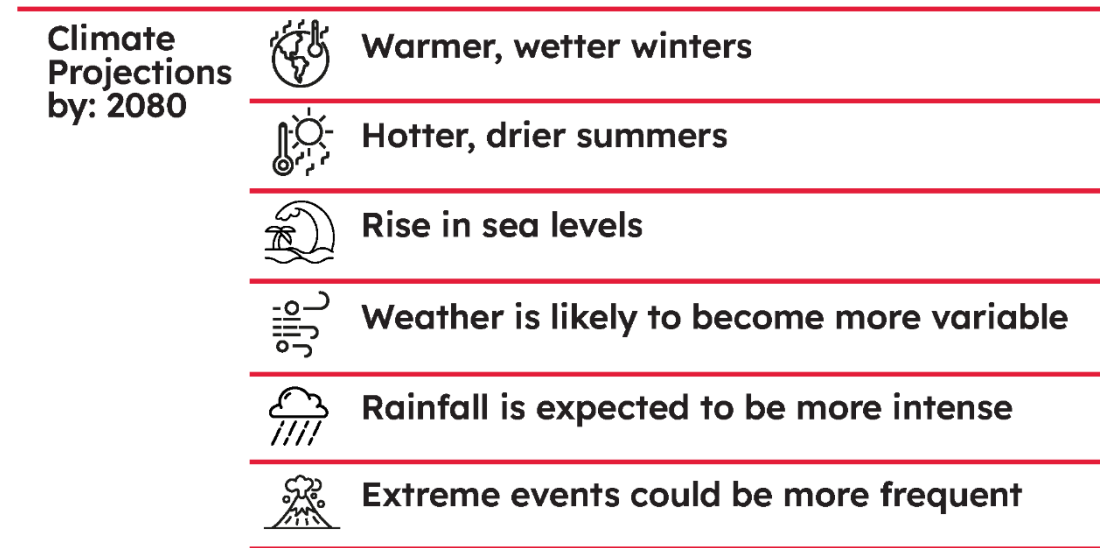 Climate
Projections
by: 2080
Warmer, wetter winters
Hotter, drier summers
Rise in sea levels
Weather is likely to become more variable
Rainfall is expected to be more intense
Extreme events could be more frequent